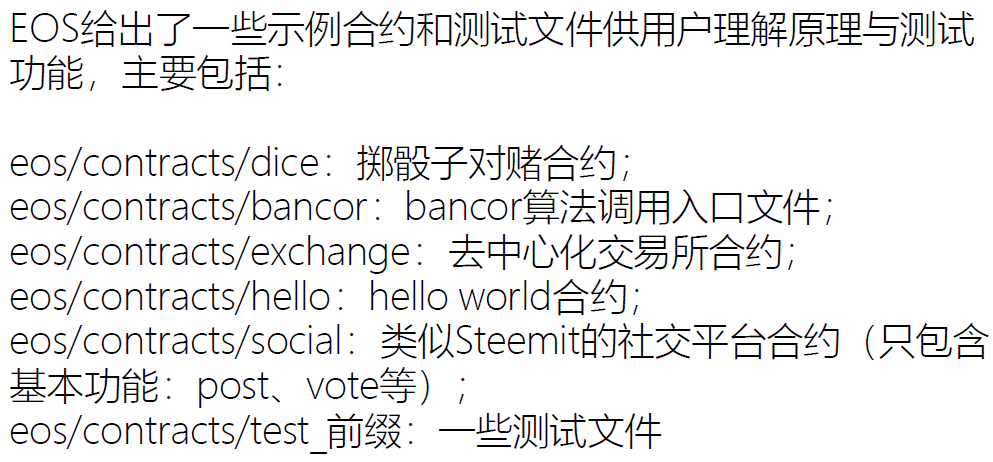 EOS给出了一些示例合约和测试文件供用户理解原理与测试
功能，主要包括：
eos/contracts/dice：掷骰子对赌合约；
eos/contracts/bancor：bancor算法调用入口文件；
eos/contracts/exchange：去中心化交易所合约；
eos/contracts/hello：hello world合约；
eos/contracts/social：类似Steemit的社交平台合约（只包含
基本功能：post、vote等）；
eos/contracts/test_前缀：一些测试文件